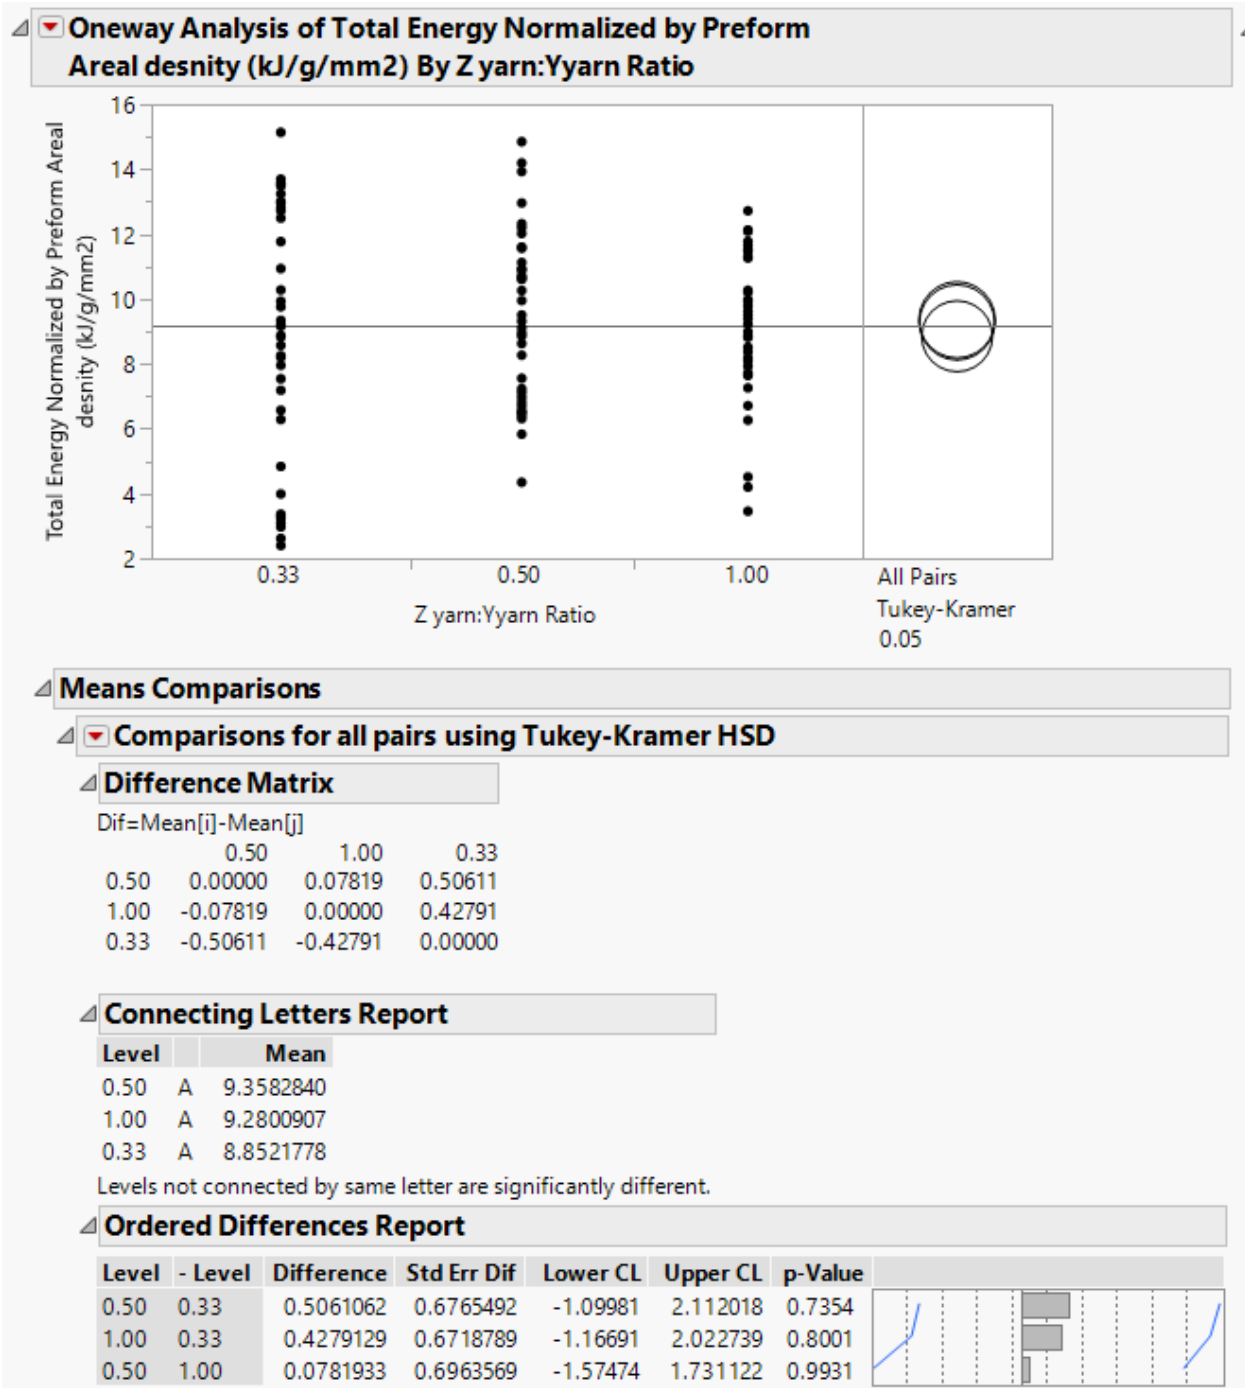 Oneway Analysis of Total Energy Normalized by Preform
Areal desnity (kJ/g/mm2) By Z yarn:Yyarn Ratio
Total Energy Normalized by Preform Areal
desnity (kJ/g/mm2)
16
14
12
10
8
6
4
2
0.33 0.50 1.00
Z yarn:Yyarn Ratio
All Pairs
Tukey-Kramer
0.05
Means Comparisons
Comparisons for all pairs using Tukey-Kramer HSD
Difference Matrix
Dif=Mean[i]-Mean[j]
0.50 1.00 0.33
0.50 0.00000 0.07819 0.50611
1.00 -0.07819 0.00000 0.42791
0.33 -0.50611 -0.42791 0.00000
Connecting Letters Report
Level Mean
0.50 A 9.3582840
1.00 A 9.2800907
0.33 A 8.8521778
Levels not connected by same letter are significantly different.
Ordered Differences Report
Level - Level Difference Std Err Dif Lower CL Upper CL p-Value
0.50 0.33 0.5061062 0.6765492 -1.09981 2.112018 0.7354
1.00 0.33 0.4279129 0.6718789 -1.16691 2.022739 0.8001
0.50 1.00 0.0781933 0.6963569 -1.57474 1.731122 0.9931